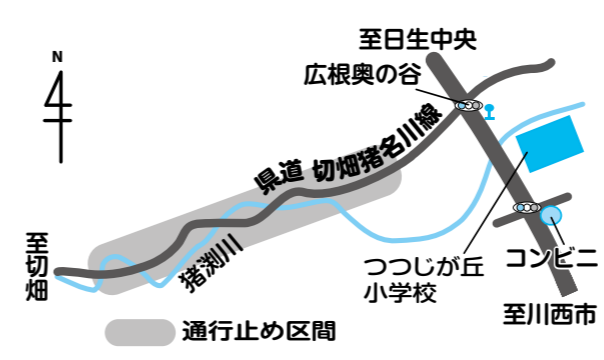 至日生中央
広根奥の谷
N
県道 切畑猪名川線
至切畑
猪渕川
つつじが丘
小学校
コンビニ
至川西市
通行止め区間